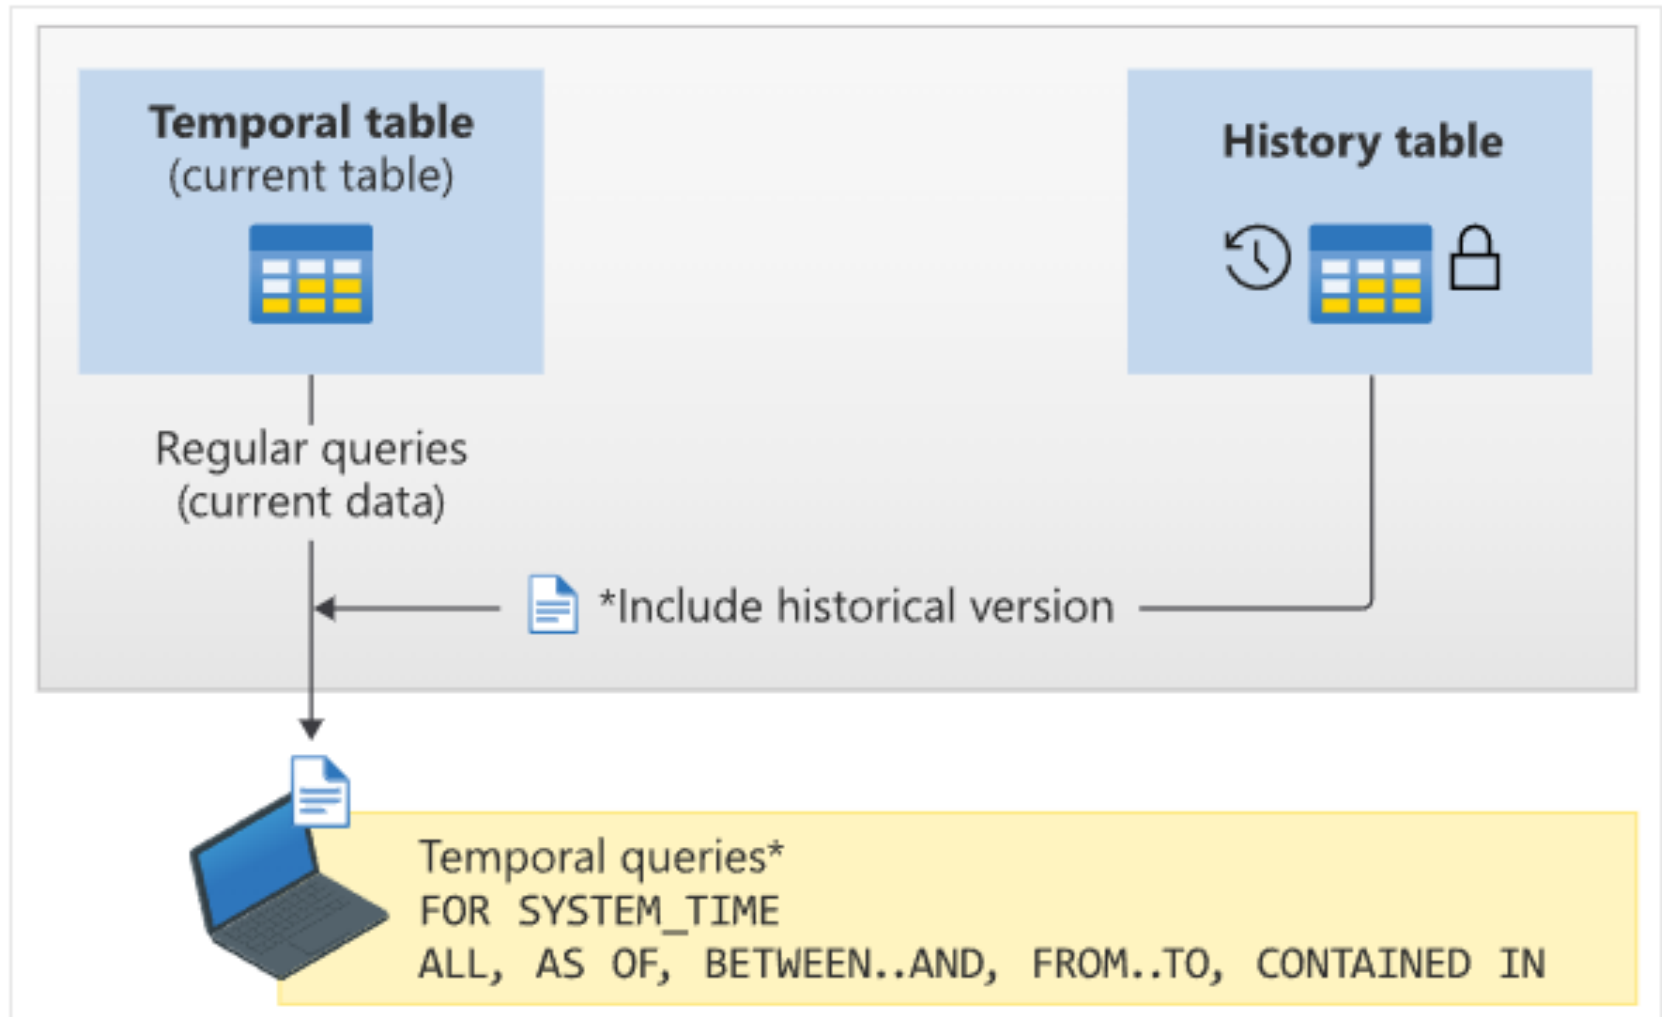 Temporal table
(current table)
History table
Regular queries
(current data)
*Include historical version
Temporal queries*
FOR SYSTEM_TIME
ALL, AS OF, BETWEEN..AND, FROM..TO, CONTAINED IN